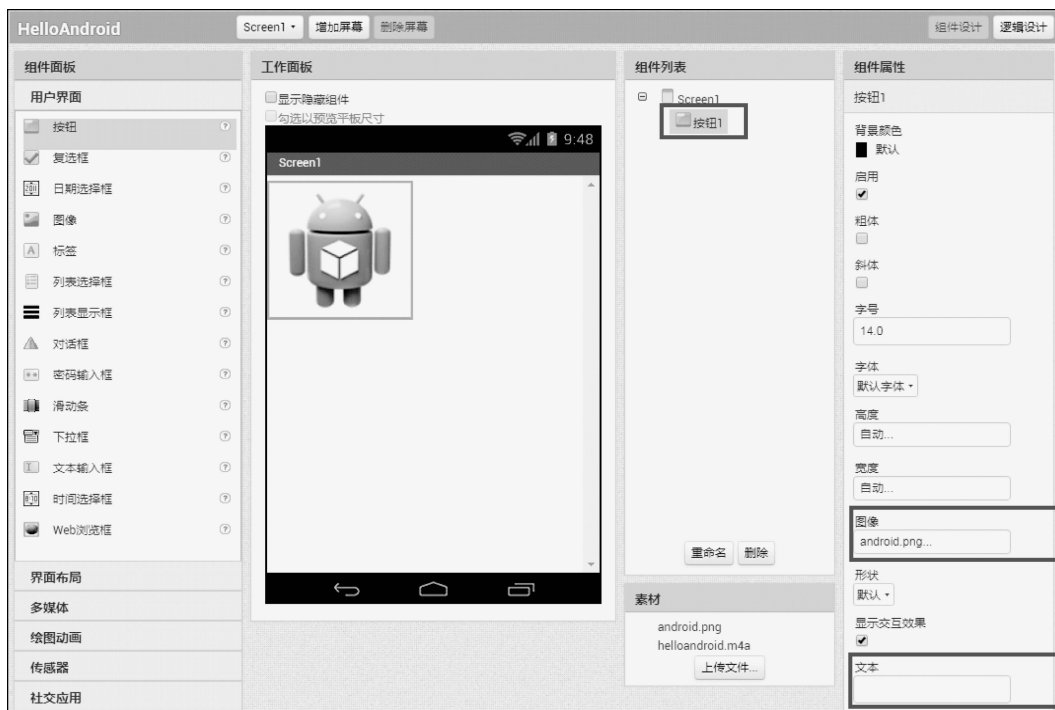 HelloAndroid
Screen1
增加屏幕
删除屏幕
组件设计
逻辑设计
组件面板
用户界面
按钮
复选框
日期选择框
图像
标签
列表选择框
列表显示框
对话框
密码输入框
滑动条
下拉框
文本输入框
时间选择框
Web浏览框
界面布局
多媒体
绘图动画
传感器
社交应用
工作面板
显示隐藏组件
勾选以预览平板尺寸
9:48
Screen1
组件列表
Screen1
按钮1
重命名
删除
素材
android.png
helloandroid.m4a
上传文件...
组件属性
按钮1
背景颜色
默认
启用
粗体
斜体
字号
14.0
字体
默认字体
高度
自动...
宽度
自动...
图像
android.png...
形状
默认
显示交互效果
文本